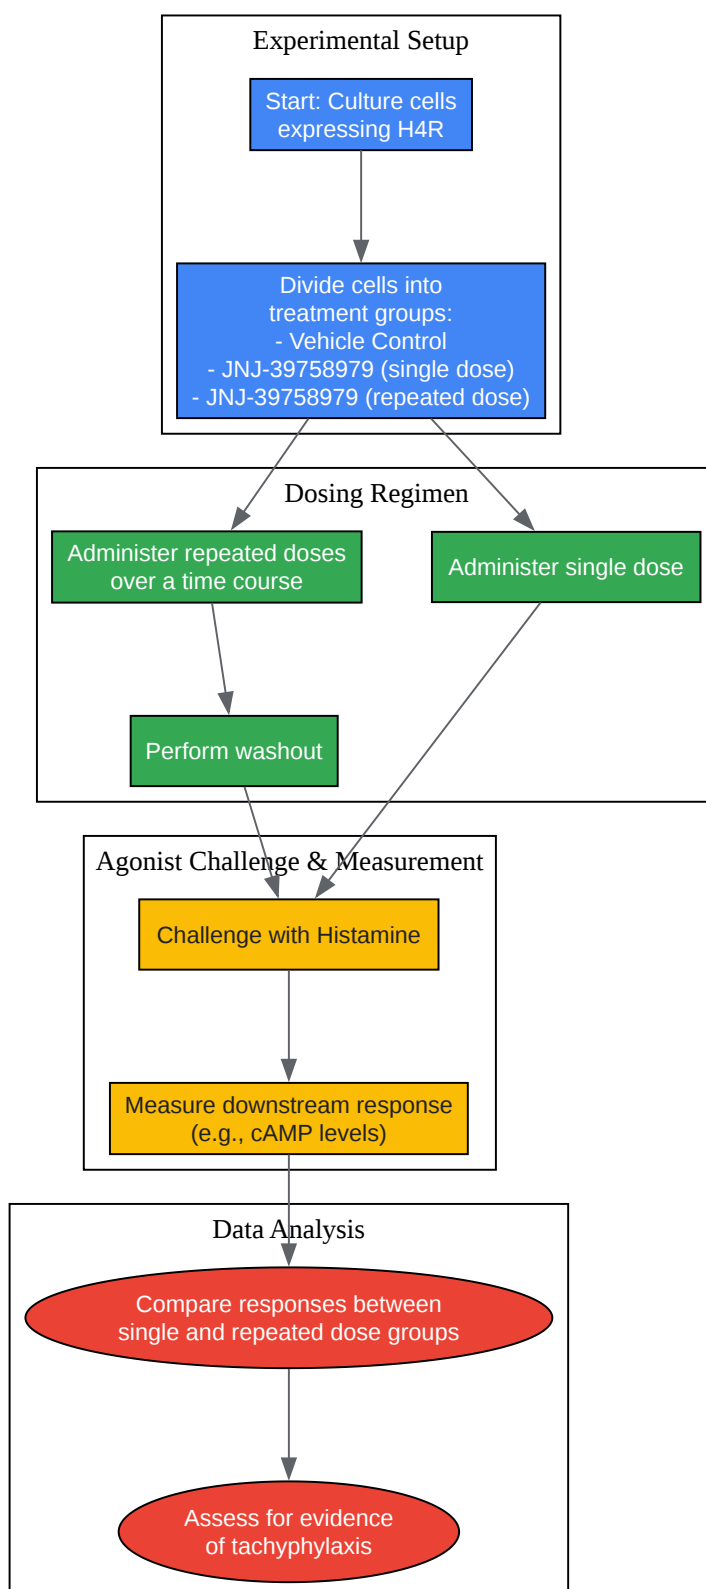 Experimental Setup
Start: Culture cells
expressing H4R
Divide cells into
treatment groups:
- Vehicle Control
- JNJ-39758979 (single dose)
- JNJ-39758979 (repeated dose)
Dosing Regimen
Administer repeated doses
over a time course
Administer single dose
Perform washout
Agonist Challenge & Measurement
Challenge with Histamine
Measure downstream response
(e.g., cAMP levels)
Data Analysis
Compare responses between
single and repeated dose groups
Assess for evidence
of tachyphylaxis